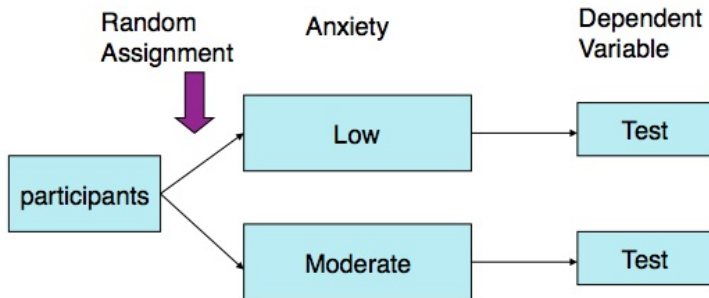 Random
Assignment
Anxiety
Dependent
Variable
participants
Low
Test
Moderate
Test